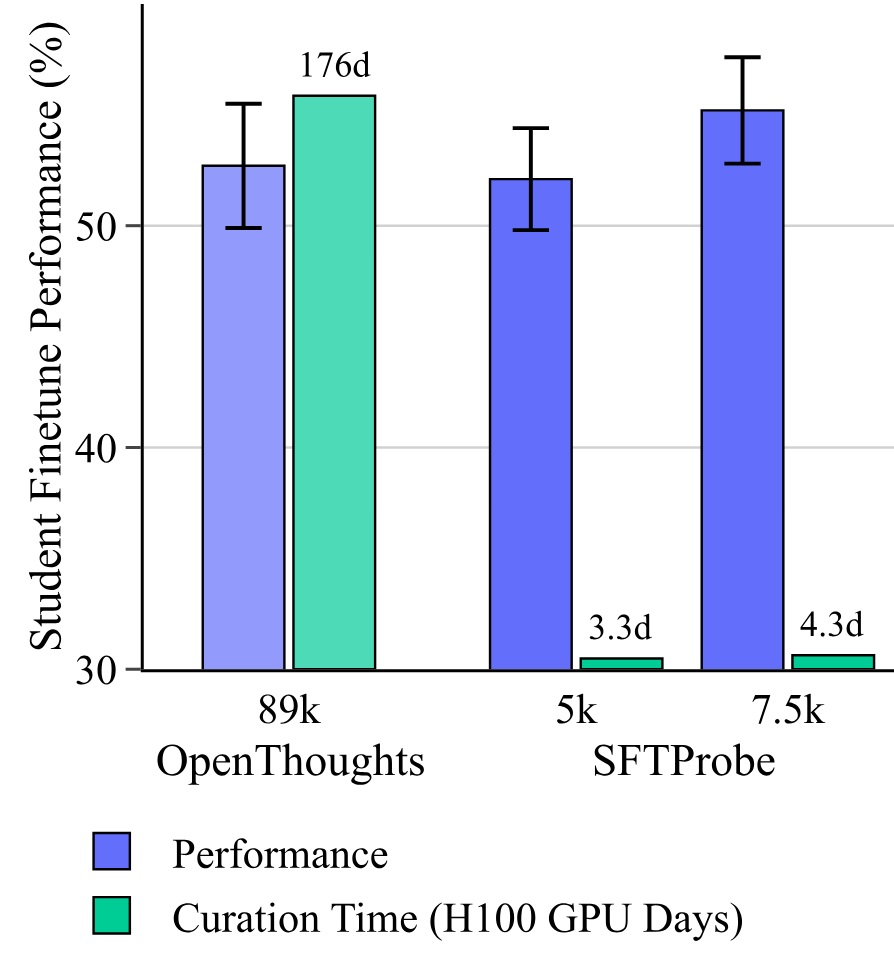 Student Finetune Performance (%)
50
40
30
176d
3.3d
4.3d
89k
5k
7.5k
OpenThoughts
SFTProbe
Performance
Curation Time (H100 GPU Days)